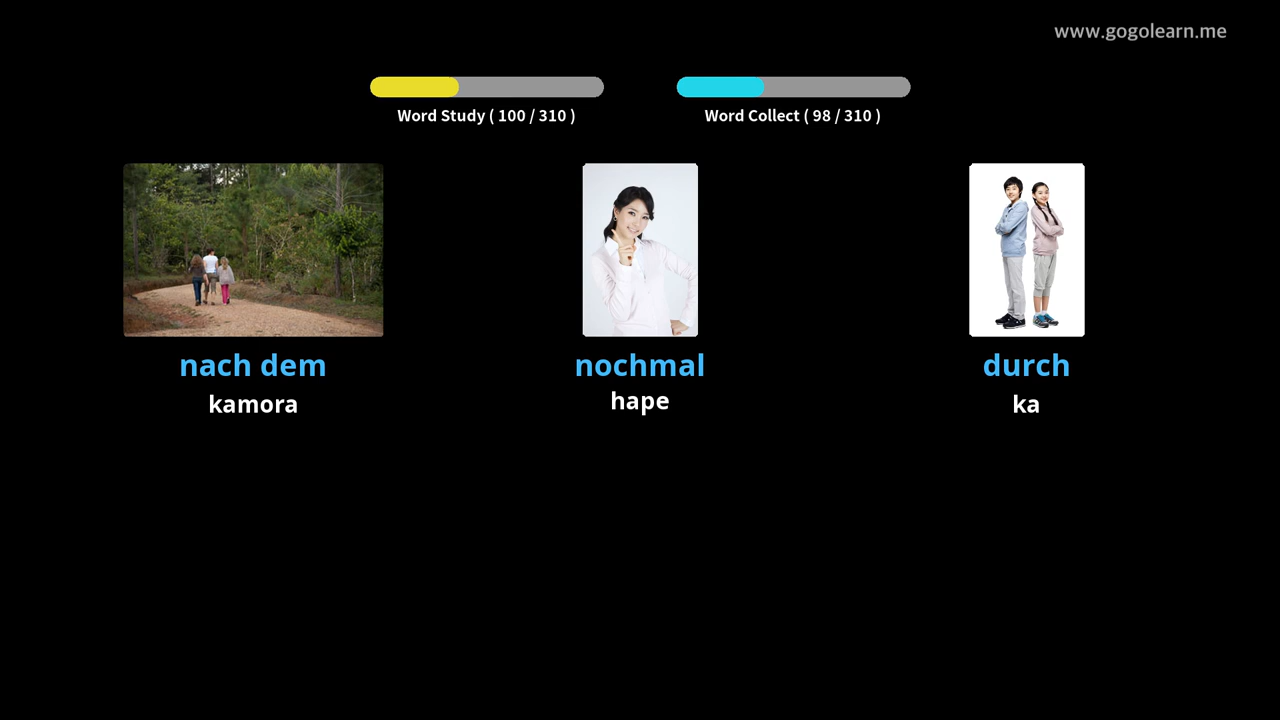 www.gogolearn.me
Word Study ( 100 / 310 )
Word Collect ( 98 / 310 )
nach dem
kamora
nochmal
hape
durch
ka